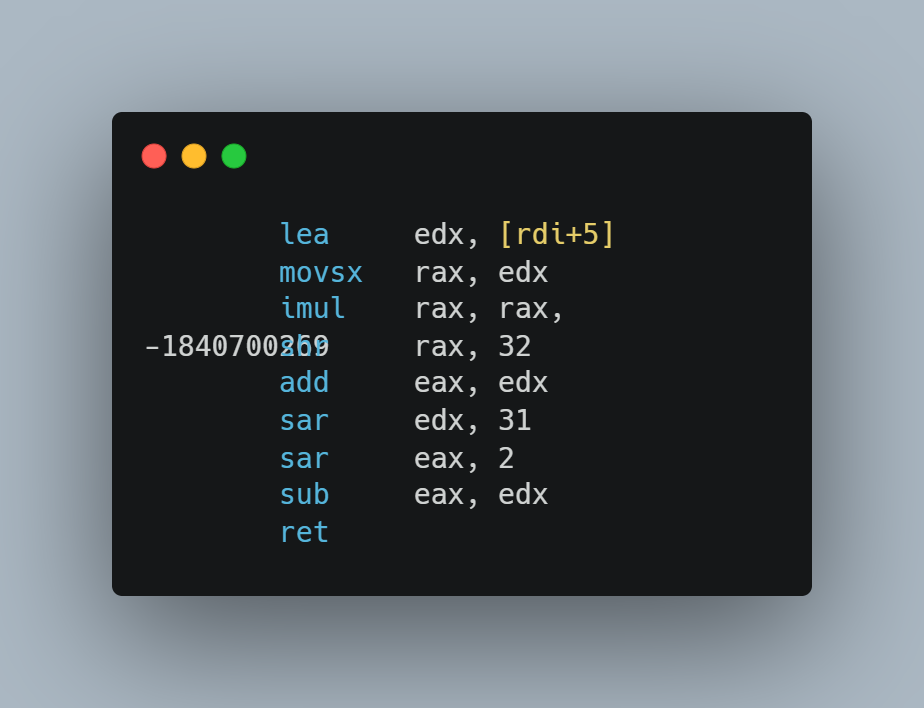 lea edx, [rdi+5]
movsx rax, edx
imul rax, rax,
-1840700269
shr rax, 32
add eax, edx
sar edx, 31
sar eax, 2
sub eax, edx
ret